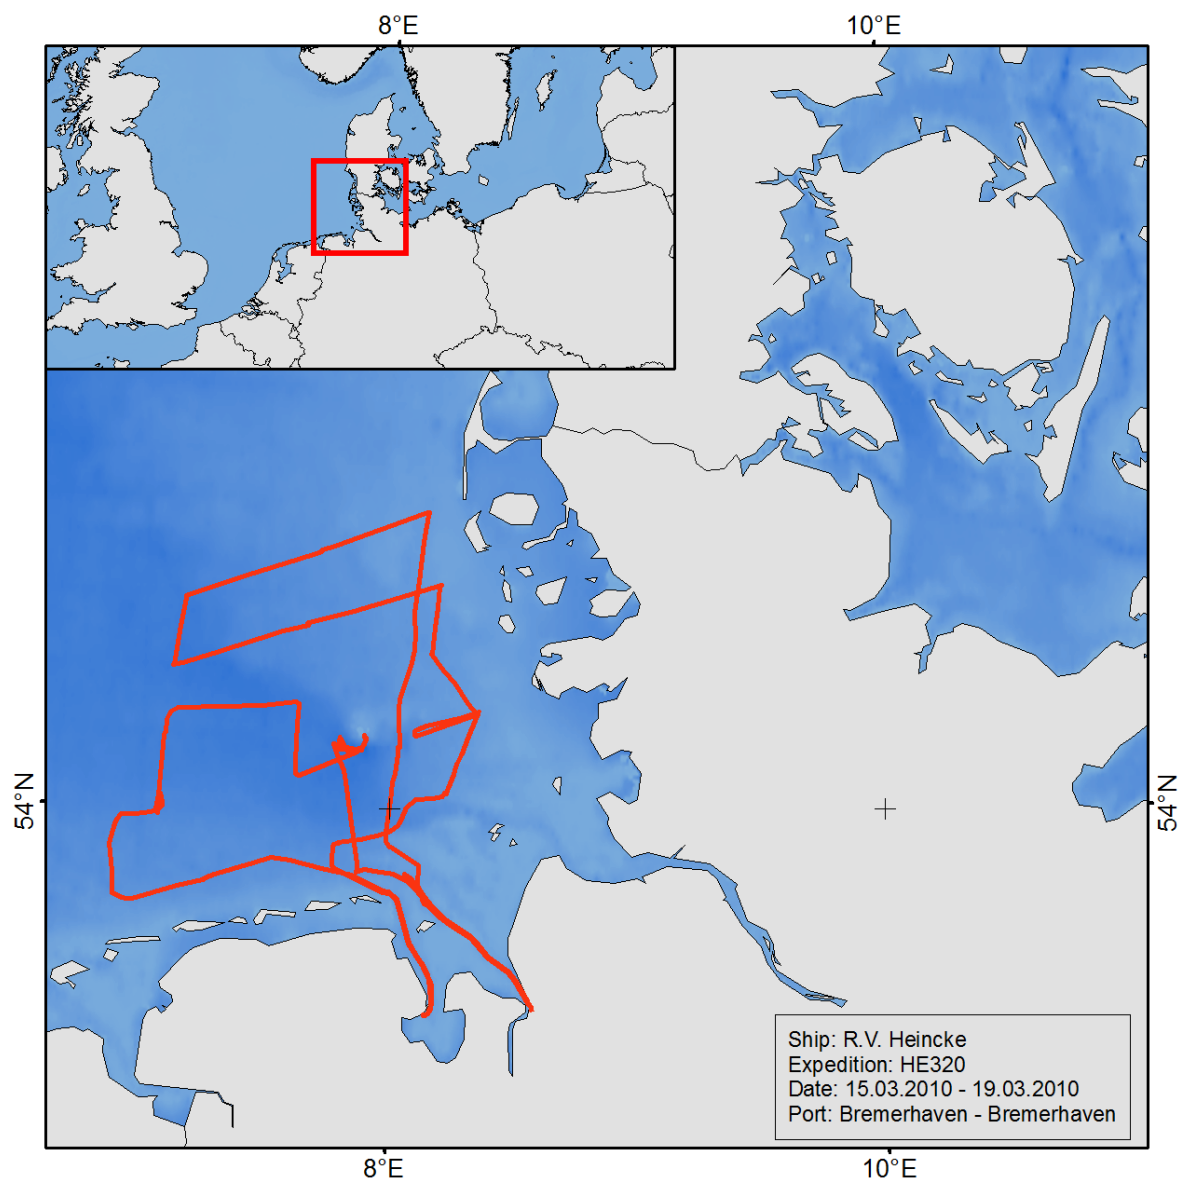 8°E
10°E
54°N
54°N
Ship: R.V. Heincke
Expedition: HE320
Date: 15.03.2010 - 19.03.2010
Port: Bremerhaven - Bremerhaven
8°E
10°E